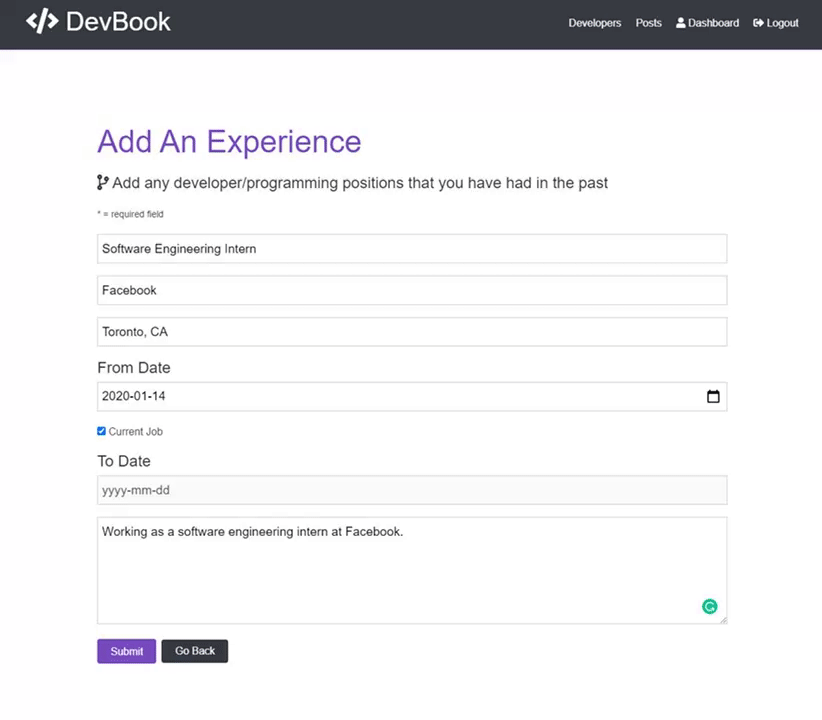 DevBook
Developers Posts Dashboard Logout
Add An Experience
Add any developer/programming positions that you have had in the past
* = required field
Software Engineering Intern
Facebook
Toronto, CA
From Date
2020-01-14
Current Job
To Date
yyyy-mm-dd
Working as a software engineering intern at Facebook.
Submit Go Back